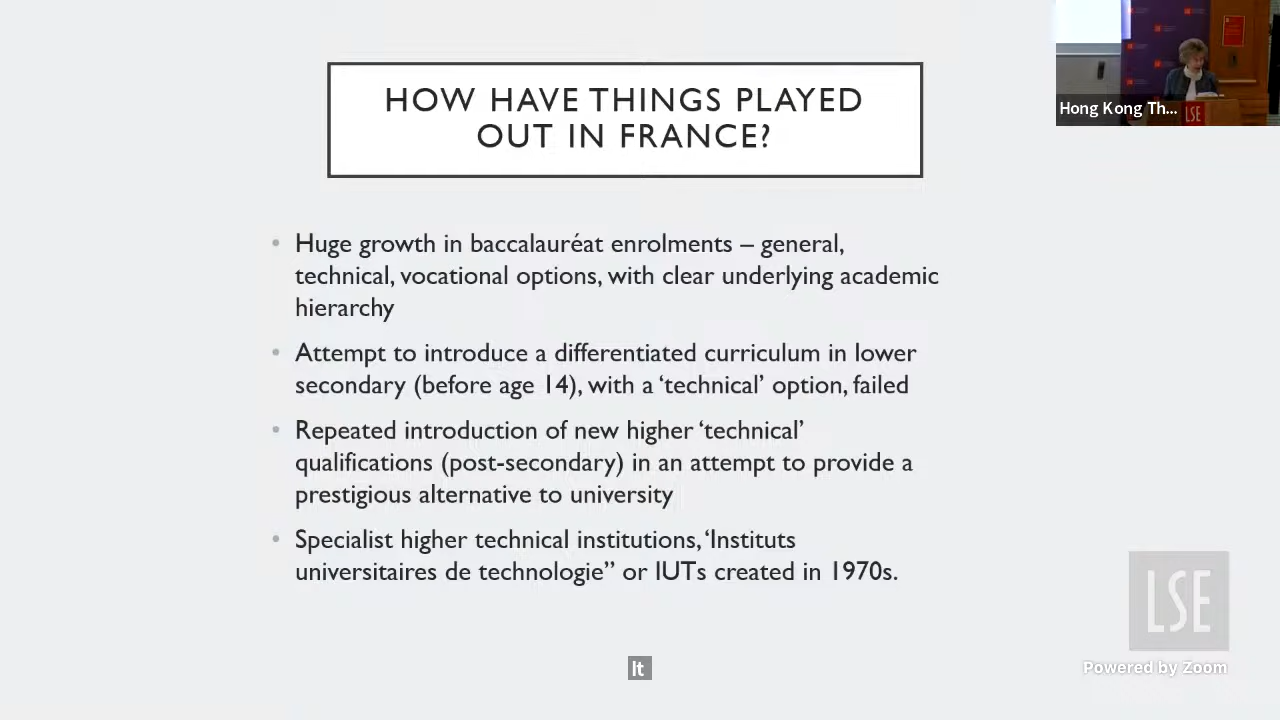 HOW HAVE THINGS PLAYED
OUT IN FRANCE?
Hong Kong Th...
LSE
• Huge growth in baccalauréat enrolments – general,
technical, vocational options, with clear underlying academic
hierarchy
• Attempt to introduce a differentiated curriculum in lower
secondary (before age 14), with a ‘technical’ option, failed
• Repeated introduction of new higher ‘technical’
qualifications (post-secondary) in an attempt to provide a
prestigious alternative to university
• Specialist higher technical institutions, ‘Instituts
universitaires de technologie” or IUTs created in 1970s.
LSE
It
Powered by Zoom